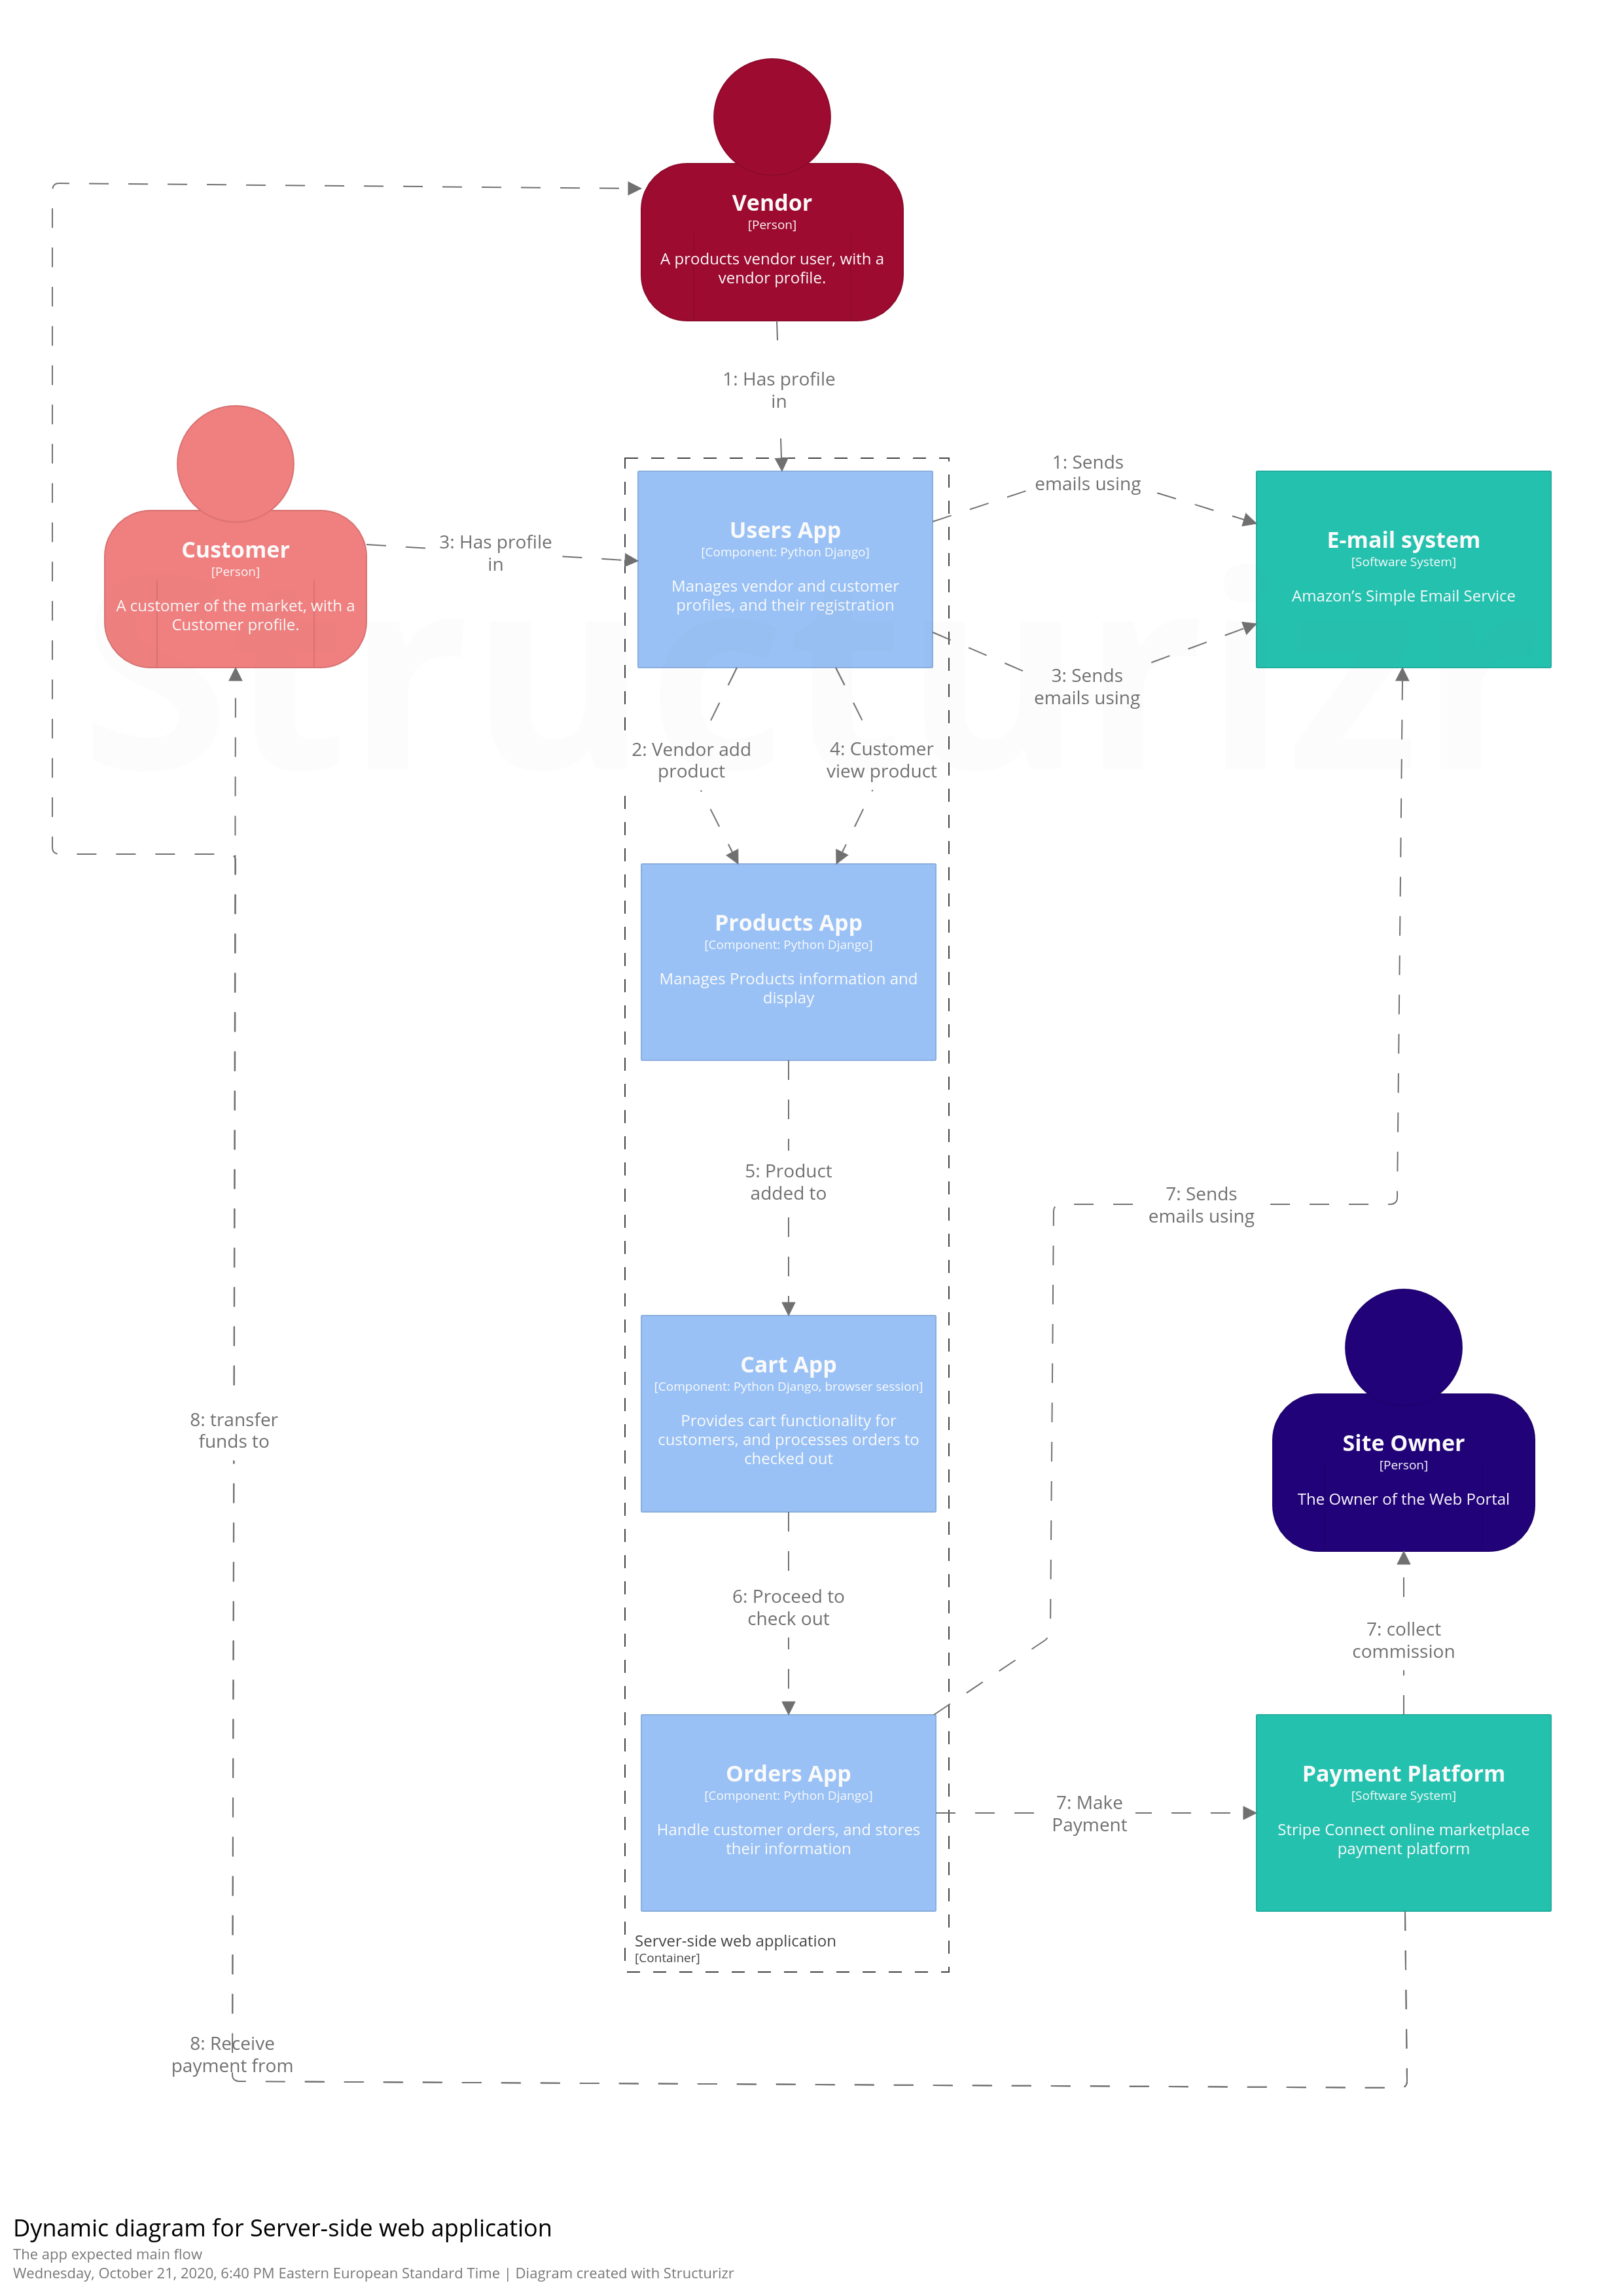 Vendor
[Person]
A products vendor user, with a
vendor profile.
1: Has profile
in
Customer
[Person]
A customer of the market, with a
Customer profile.
3: Has profile
in
Users App
[Component: Python Django]
Manages vendor and customer
profiles, and their registration
1: Sends
emails using
E-mail system
[Software System]
Amazon’s Simple Email Service
3: Sends
emails using
Structurizr
2: Vendor add
product
4: Customer
view product
Products App
[Component: Python Django]
Manages Products information and
display
5: Product
added to
7: Sends
emails using
Cart App
[Component: Python Django, browser session]
Provides cart functionality for
customers, and processes orders to
checked out
8: transfer
funds to
Site Owner
[Person]
The Owner of the Web Portal
6: Proceed to
check out
7: collect
commission
Orders App
[Component: Python Django]
Handle customer orders, and stores
their information
7: Make
Payment
Payment Platform
[Software System]
Stripe Connect online marketplace
payment platform
Server-side web application
[Container]
8: Receive
payment from
Dynamic diagram for Server-side web application
The app expected main flow
Wednesday, October 21, 2020, 6:40 PM Eastern European Standard Time | Diagram created with Structurizr